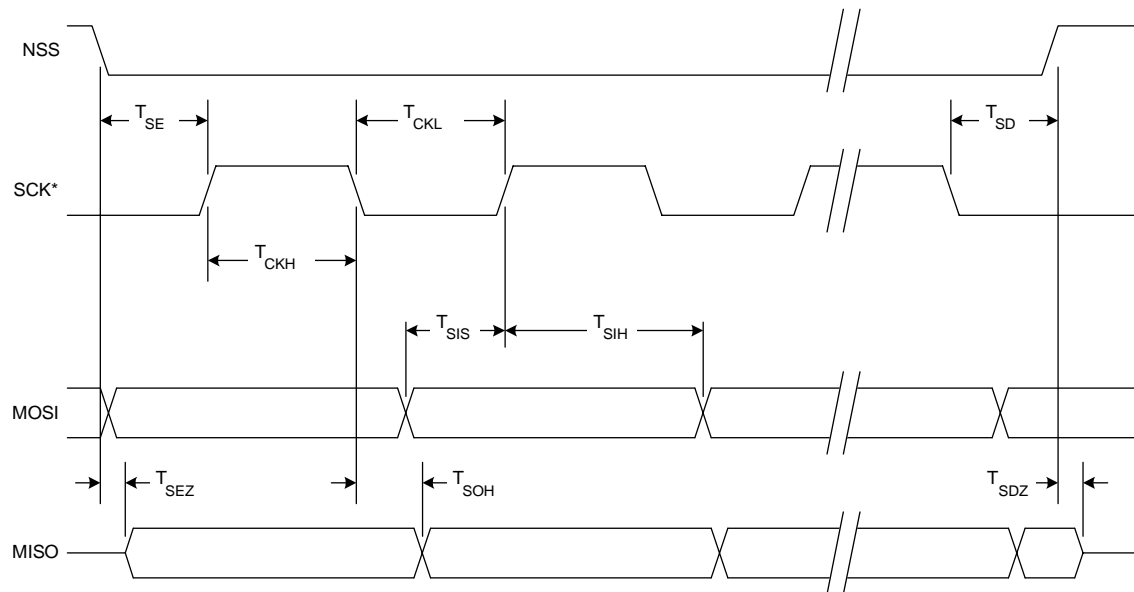 NSS
T_SE
T_CKL
T_SD
SCK*
T_CKH
T_SIS
T_SIH
MOSI
T_SEZ
T_SOH
T_SDZ
MISO